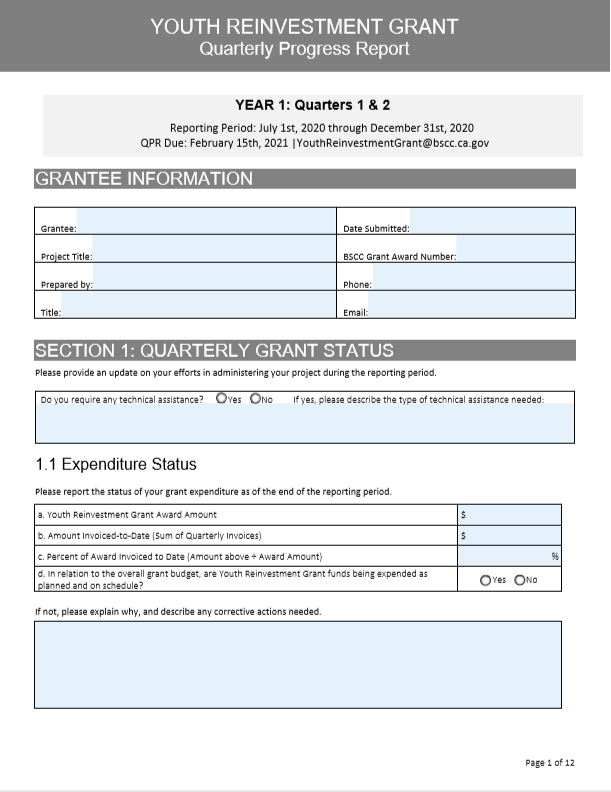 YOUTH REINVESTMENT GRANT
Quarterly Progress Report
YEAR 1: Quarters 1 & 2
Reporting Period: July 1st, 2020 through December 31st, 2020
QPR Due: February 15th, 2021 |YouthReinvestmentGrant@bscc.ca.gov
GRANTEE INFORMATION
Grantee: Date Submitted:
Project Title: BSCC Grant Award Number:
Prepared by: Phone:
Title: Email:
SECTION 1: QUARTERLY GRANT STATUS
Please provide an update on your efforts in administering your project during the reporting period.
Do you require any technical assistance? Yes No If yes, please describe the type of technical assistance needed:
1.1 Expenditure Status
Please report the status of your grant expenditure as of the end of the reporting period.
a. Youth Reinvestment Grant Award Amount $
b. Amount Invoiced-to-Date (Sum of Quarterly Invoices) $
c. Percent of Award Invoiced to Date (Amount above ÷ Award Amount) %
d. In relation to the overall grant budget, are Youth Reinvestment Grant funds being expended as
planned and on schedule? Yes No
If not, please explain why, and describe any corrective actions needed.
Page 1 of 12